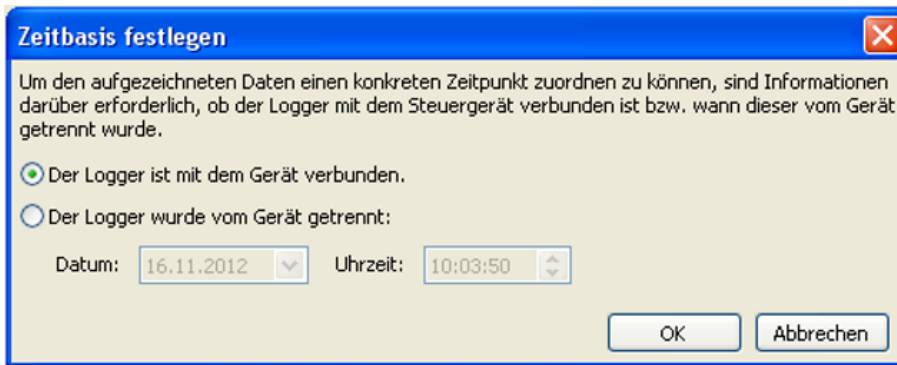 Zeitbasis festlegen
Um den aufgezeichneten Daten einen konkreten Zeitpunkt zuordnen zu können, sind Informationen
darüber erforderlich, ob der Logger mit dem Steuergerät verbunden ist bzw. wann dieser vom Gerät
getrennt wurde.
Der Logger ist mit dem Gerät verbunden.
Der Logger wurde vom Gerät getrennt:
Datum: 16.11.2012 Uhrzeit: 10:03:50
OK Abbrechen